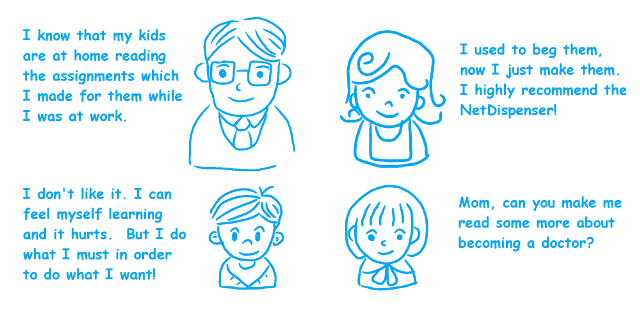 I know that my kids
are at home reading
the assignments which
I made for them while
I was at work.
I used to beg them,
now I just make them.
I highly recommend the
NetDispenser!
I don't like it. I can
feel myself learning
and it hurts.  But I do
what I must in order
to do what I want!
Mom, can you make me
read some more about
becoming a doctor?